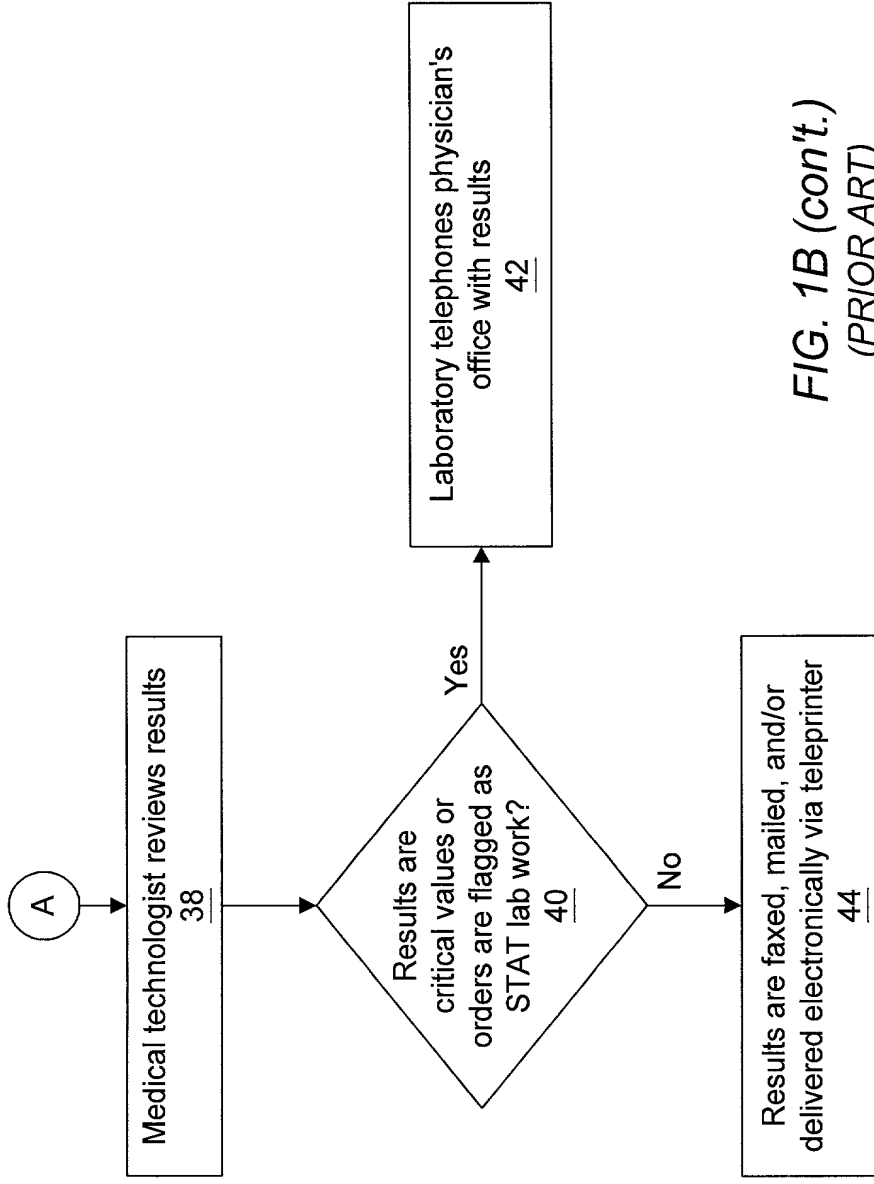 A
Medical technologist reviews results
38
Results are
critical values or
orders are flagged as
STAT lab work?
40
Yes
Laboratory telephones physician's
office with results
42
No
Results are faxed, mailed, and/or
delivered electronically via teleprinter
44
FIG. 1B (con't.)
(PRIOR ART)